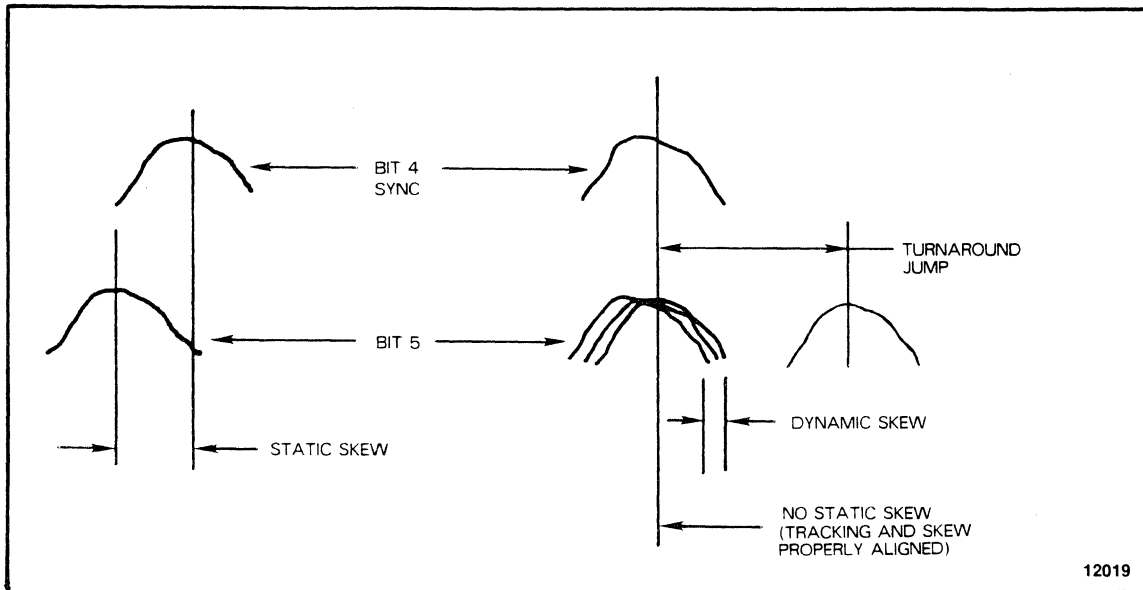 BIT 4
SYNC
TURNAROUND
JUMP
BIT 5
DYNAMIC SKEW
STATIC SKEW
NO STATIC SKEW
(TRACKING AND SKEW
PROPERLY ALIGNED)
12019